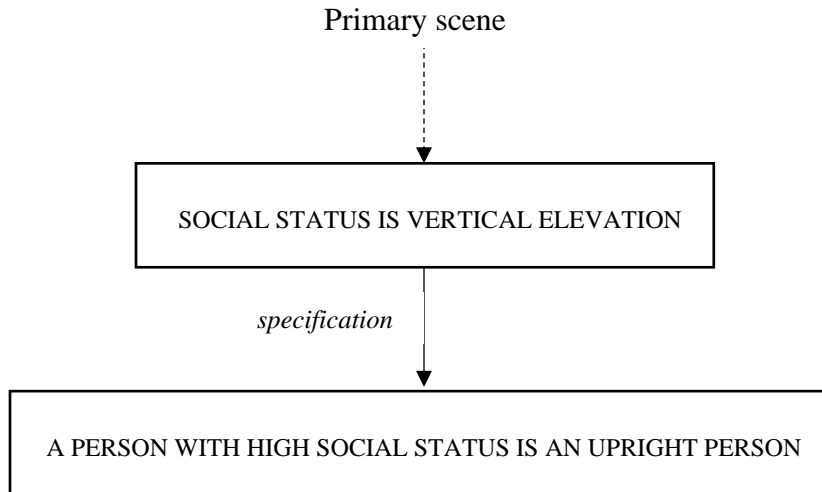 Primary scene
SOCIAL STATUS IS VERTICAL ELEVATION
specification
A PERSON WITH HIGH SOCIAL STATUS IS AN UPRIGHT PERSON